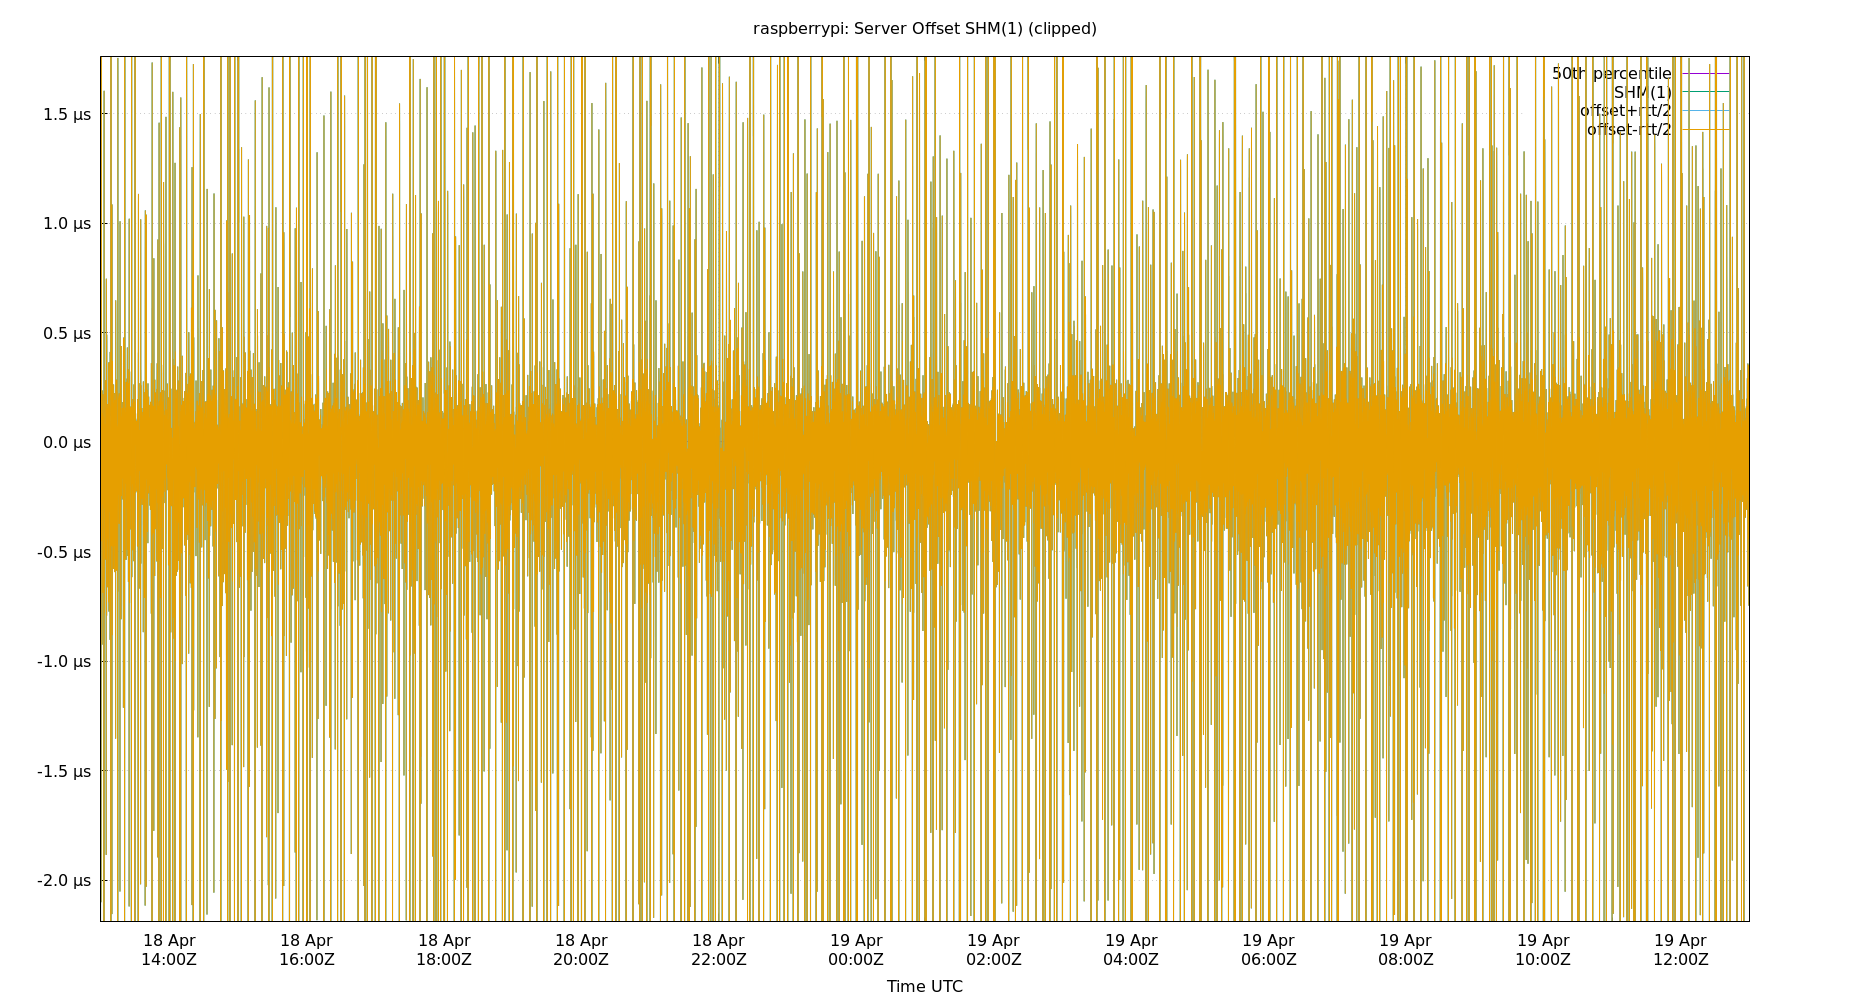 raspberrypi: Server Offset SHM(1) (clipped)
50th percentile
SHM(1)
offset+rtt/2
offset-rtt/2
1.5 µs
1.0 µs
0.5 µs
0.0 µs
-0.5 µs
-1.0 µs
-1.5 µs
-2.0 µs
18 Apr 18 Apr 18 Apr 18 Apr 18 Apr 19 Apr 19 Apr 19 Apr 19 Apr 19 Apr 19 Apr 19 Apr
14:00Z 16:00Z 18:00Z 20:00Z 22:00Z 00:00Z 02:00Z 04:00Z 06:00Z 08:00Z 10:00Z 12:00Z
Time UTC